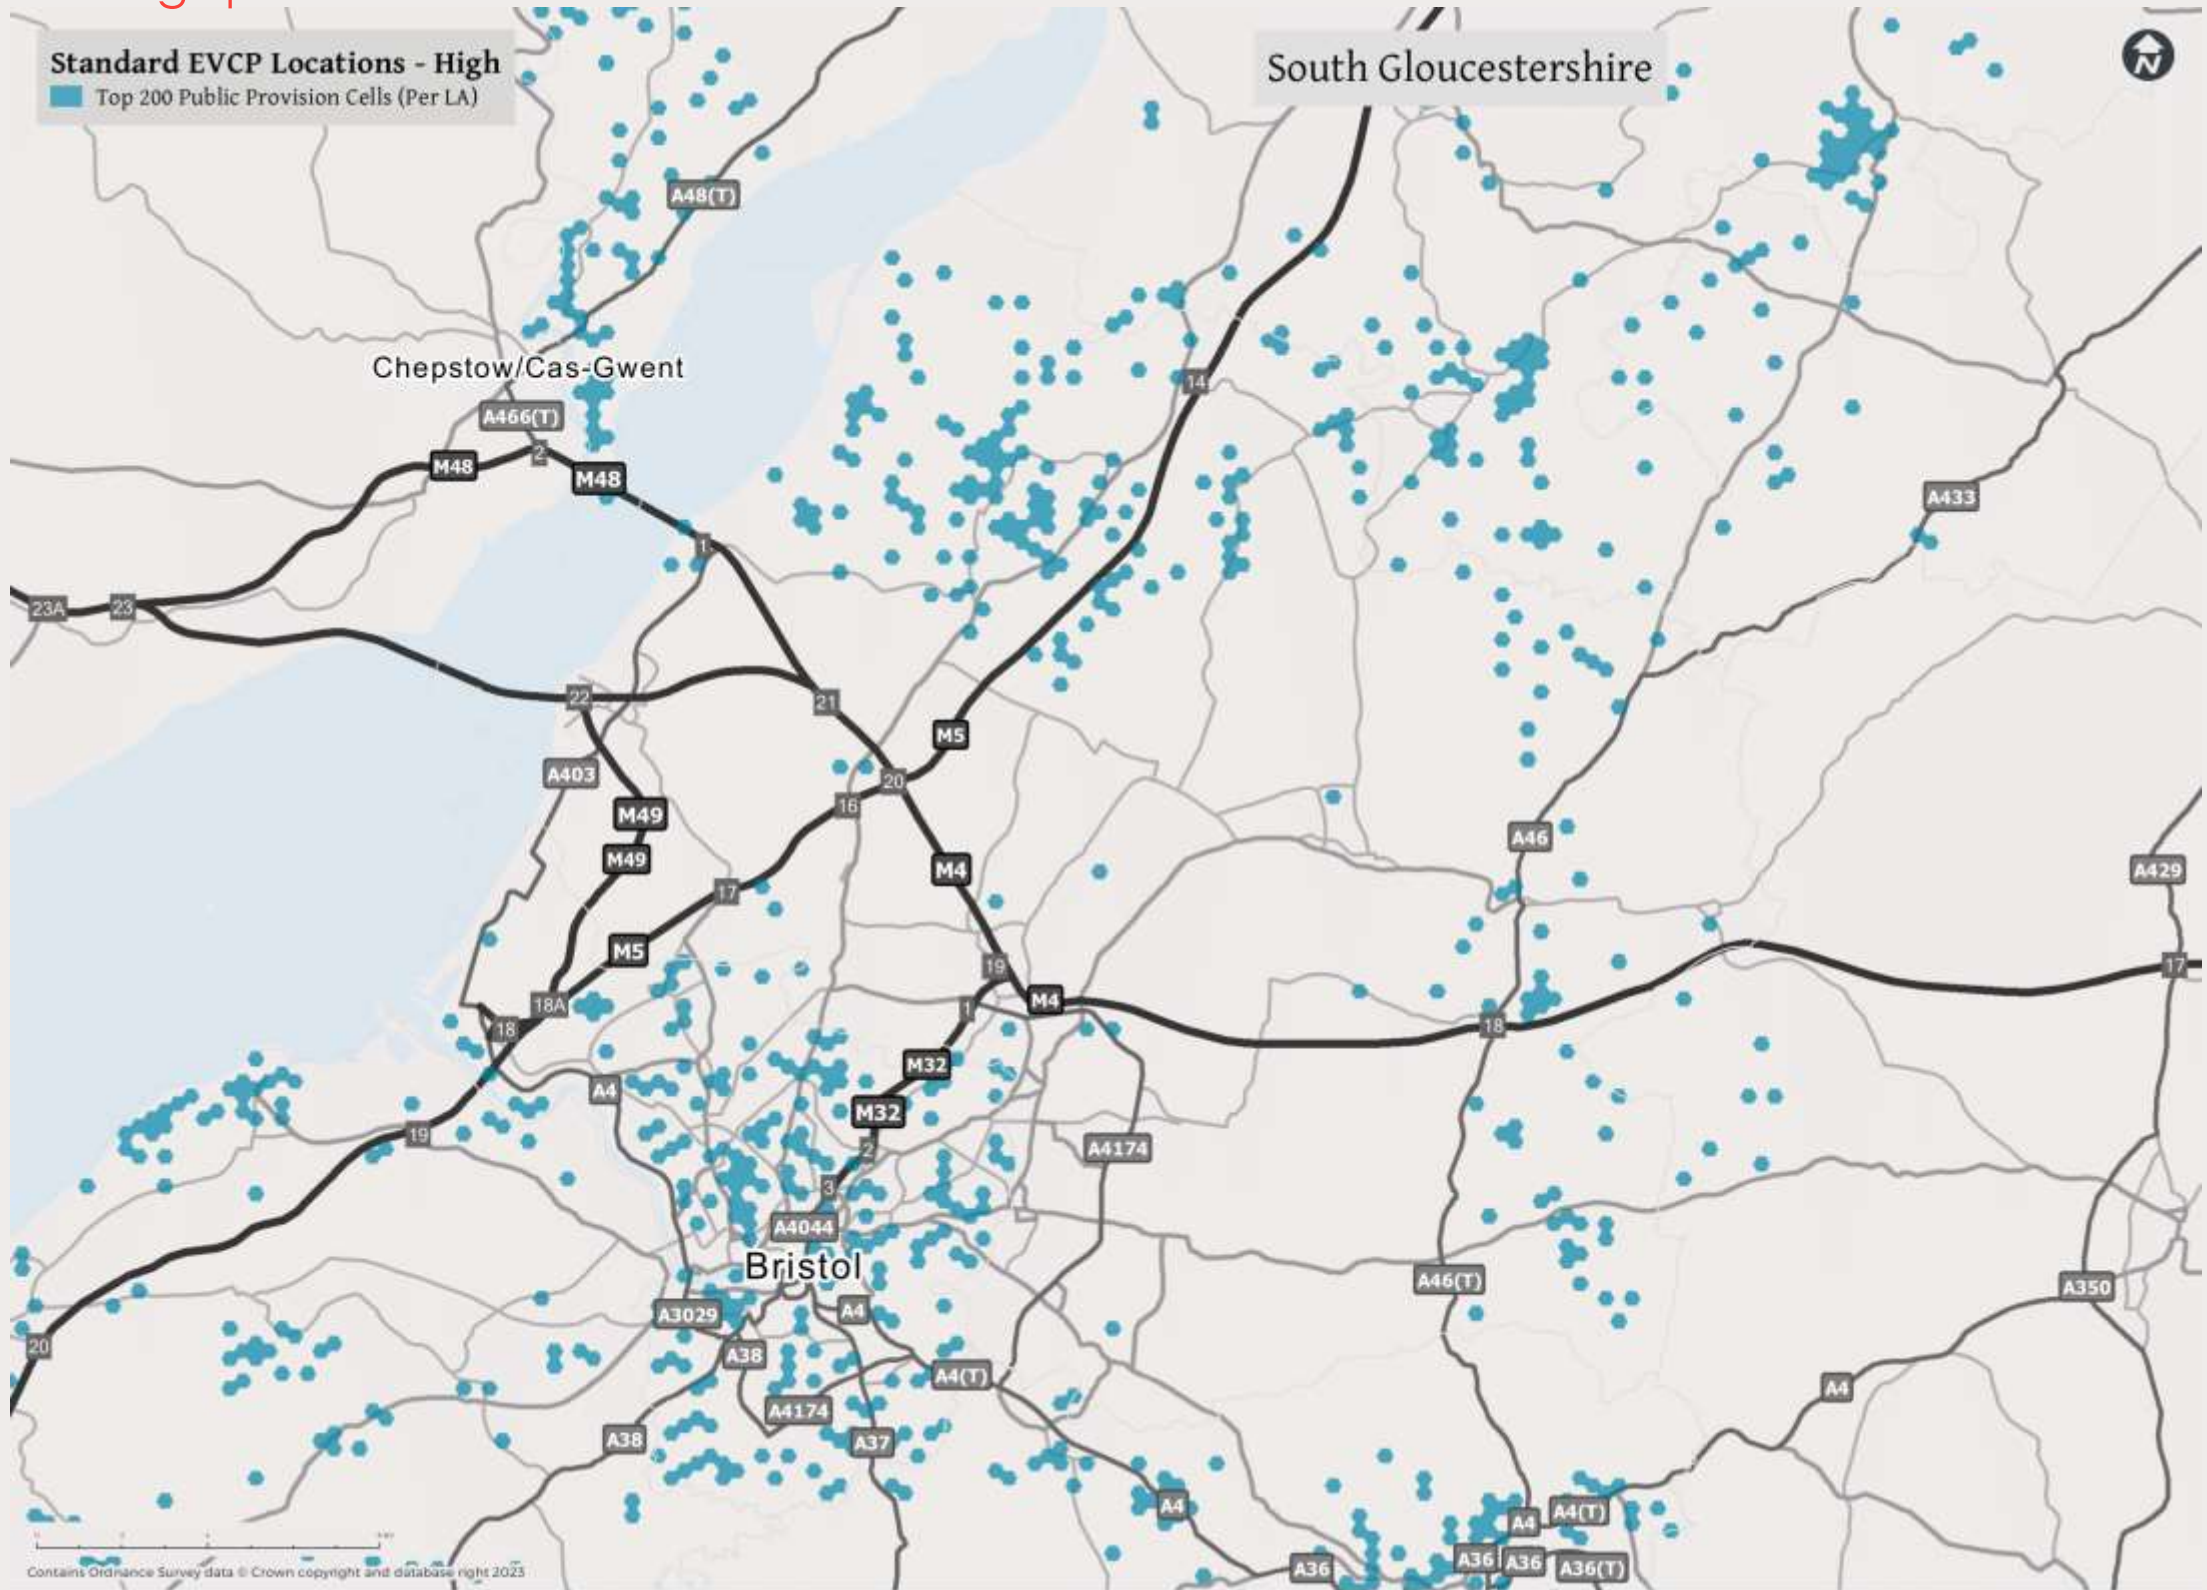 Standard EVCP Locations - High
Top 200 Public Provision Cells (Per LA)
South Gloucestershire
N
A48(T)
Chepstow/Cas-Gwent
14
A466(T)
2
M48
M48
A433
1
23A
23
22
21
M5
20
A403
16
M49
A46
M49
M4
A429
17
M5
19
17
18A
1
M4
18
18
M32
A4
M32
19
2
A4174
3
A4044
Bristol
A46(T)
A350
A3029
A4
20
A38
A4(T)
A4
A4174
A38
A37
A4
A4
A4(T)
A36
A36
A36
A36(T)
Contains Ordnance Survey data © Crown copyright and database right 2023